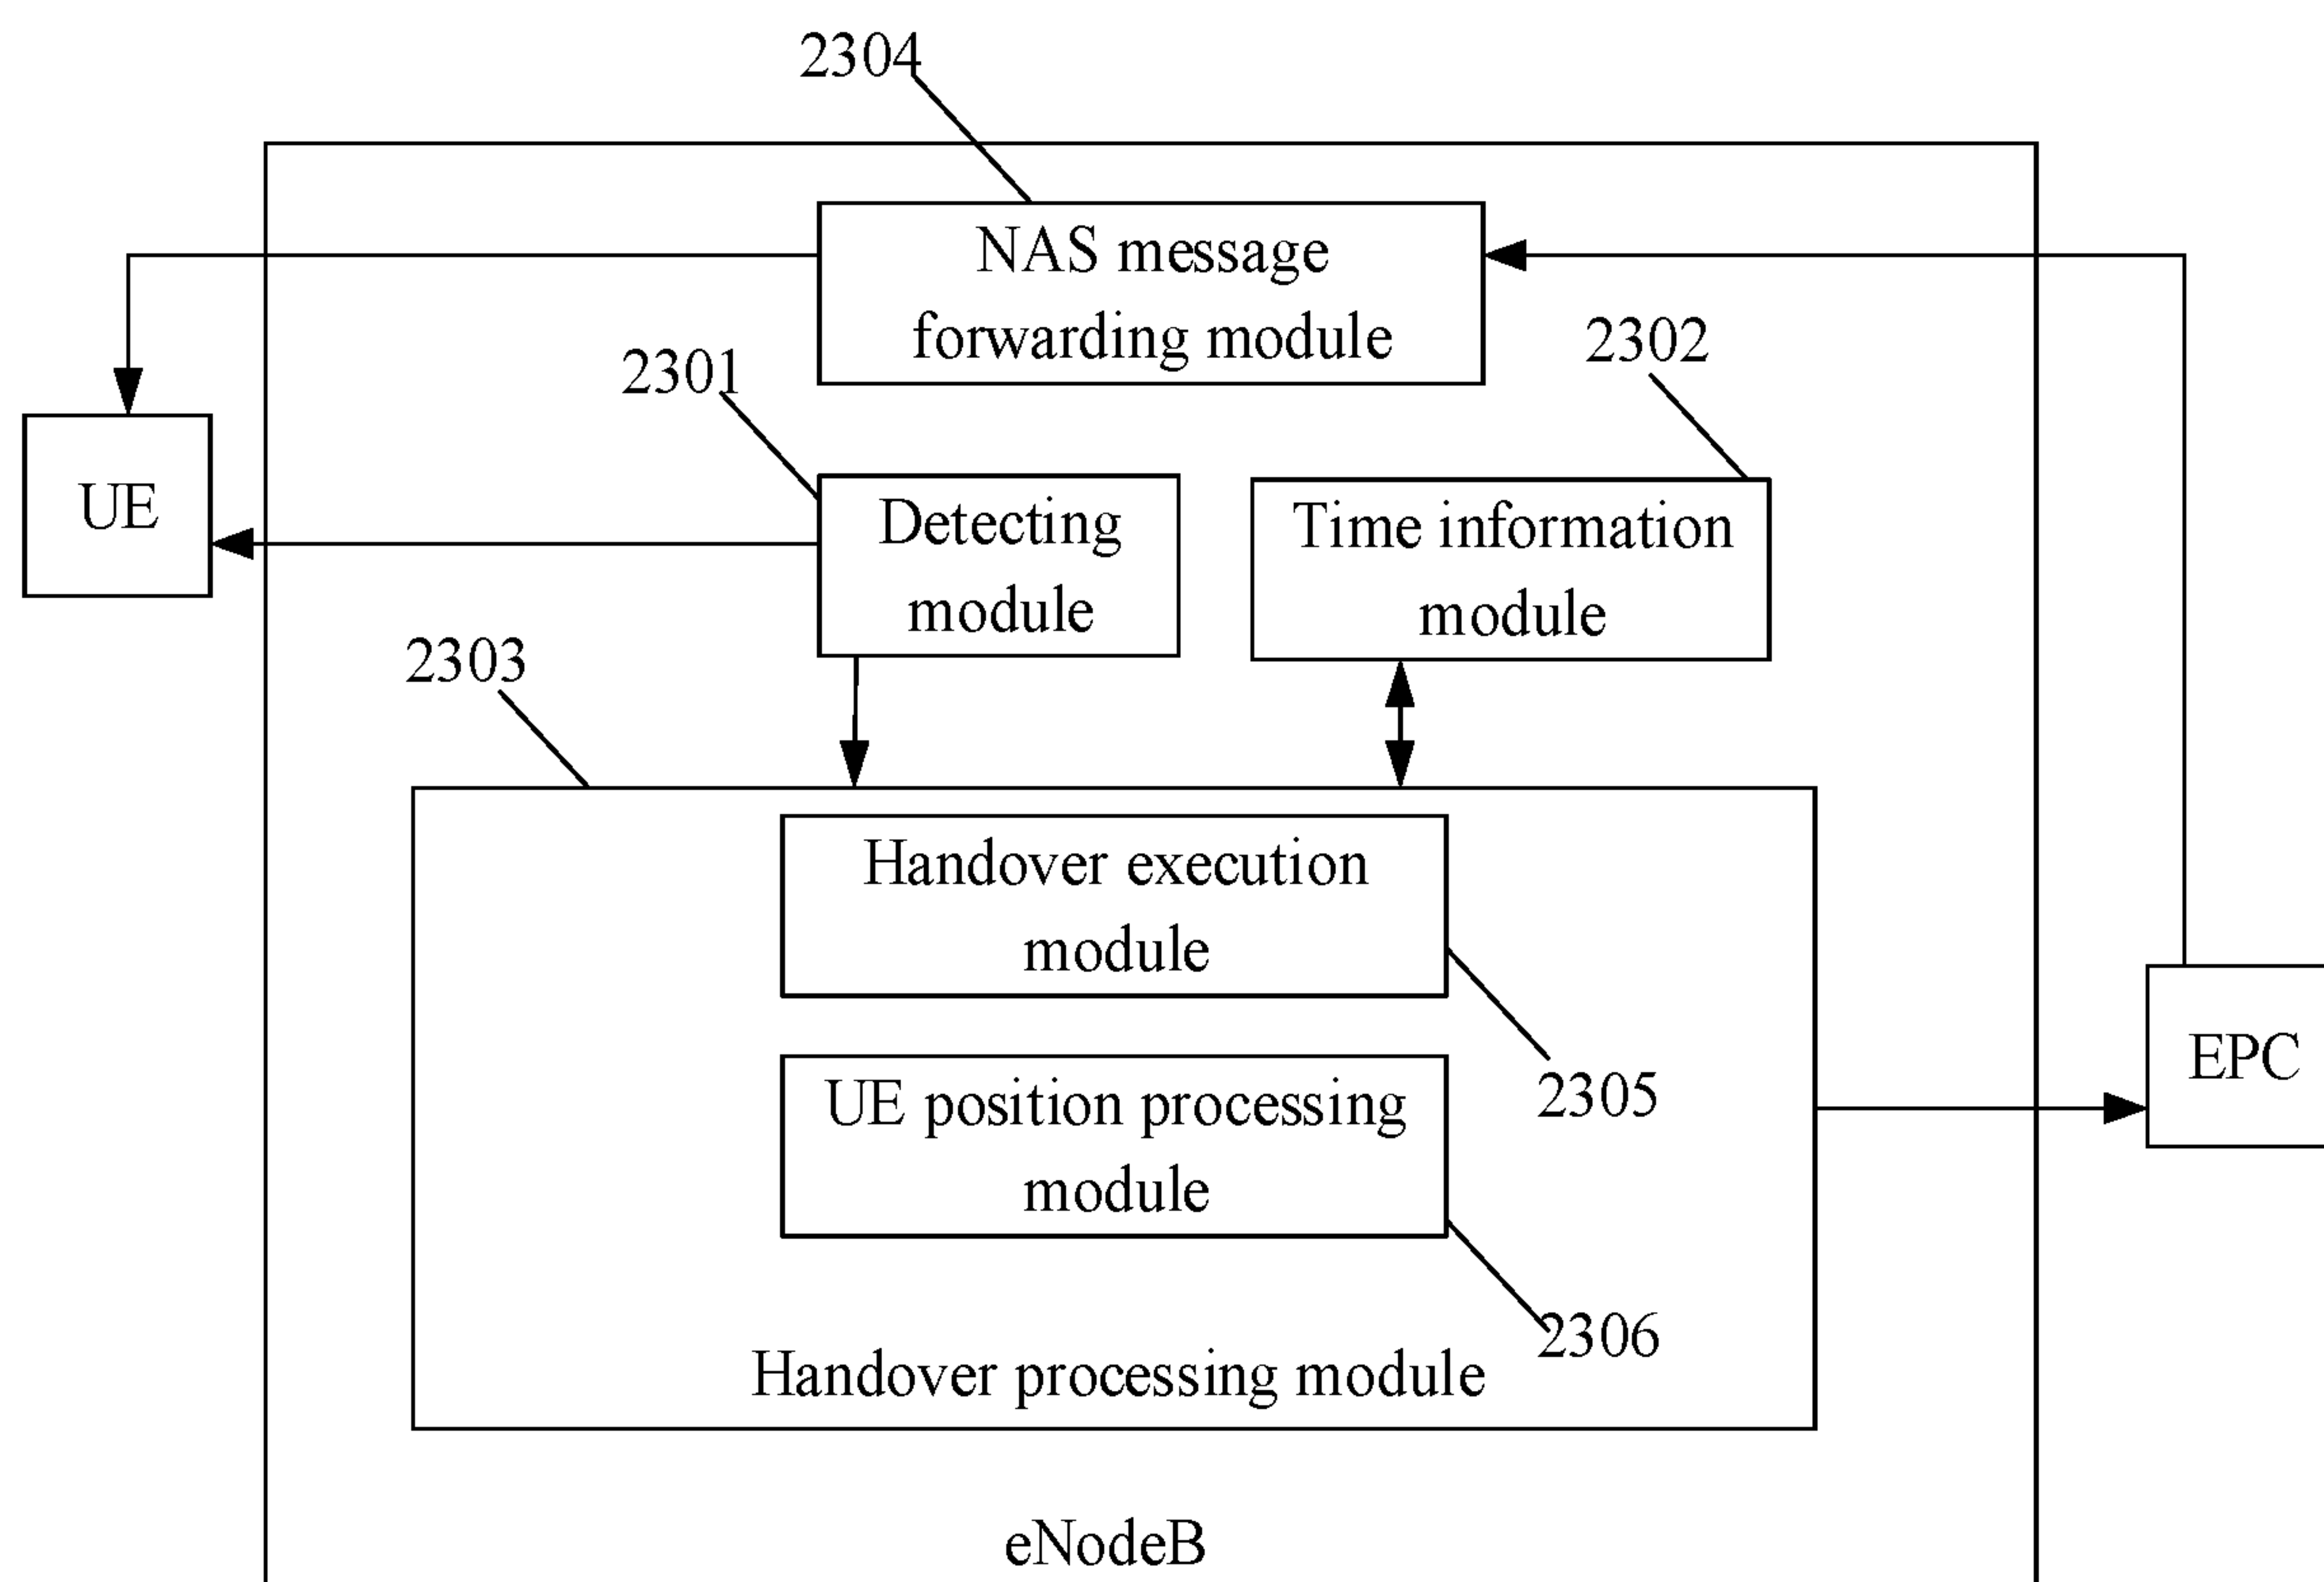 2304
NAS message
forwarding module
2302
2301
UE
Detecting
module
Time information
module
2303
Handover execution
module
2305
EPC
UE position processing
module
2306
Handover processing module
eNodeB